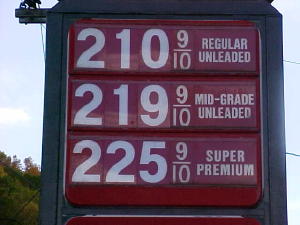 210 9/10 REGULAR UNLEADED
219 9/10 MID-GRADE UNLEADED
225 9/10 SUPER PREMIUM